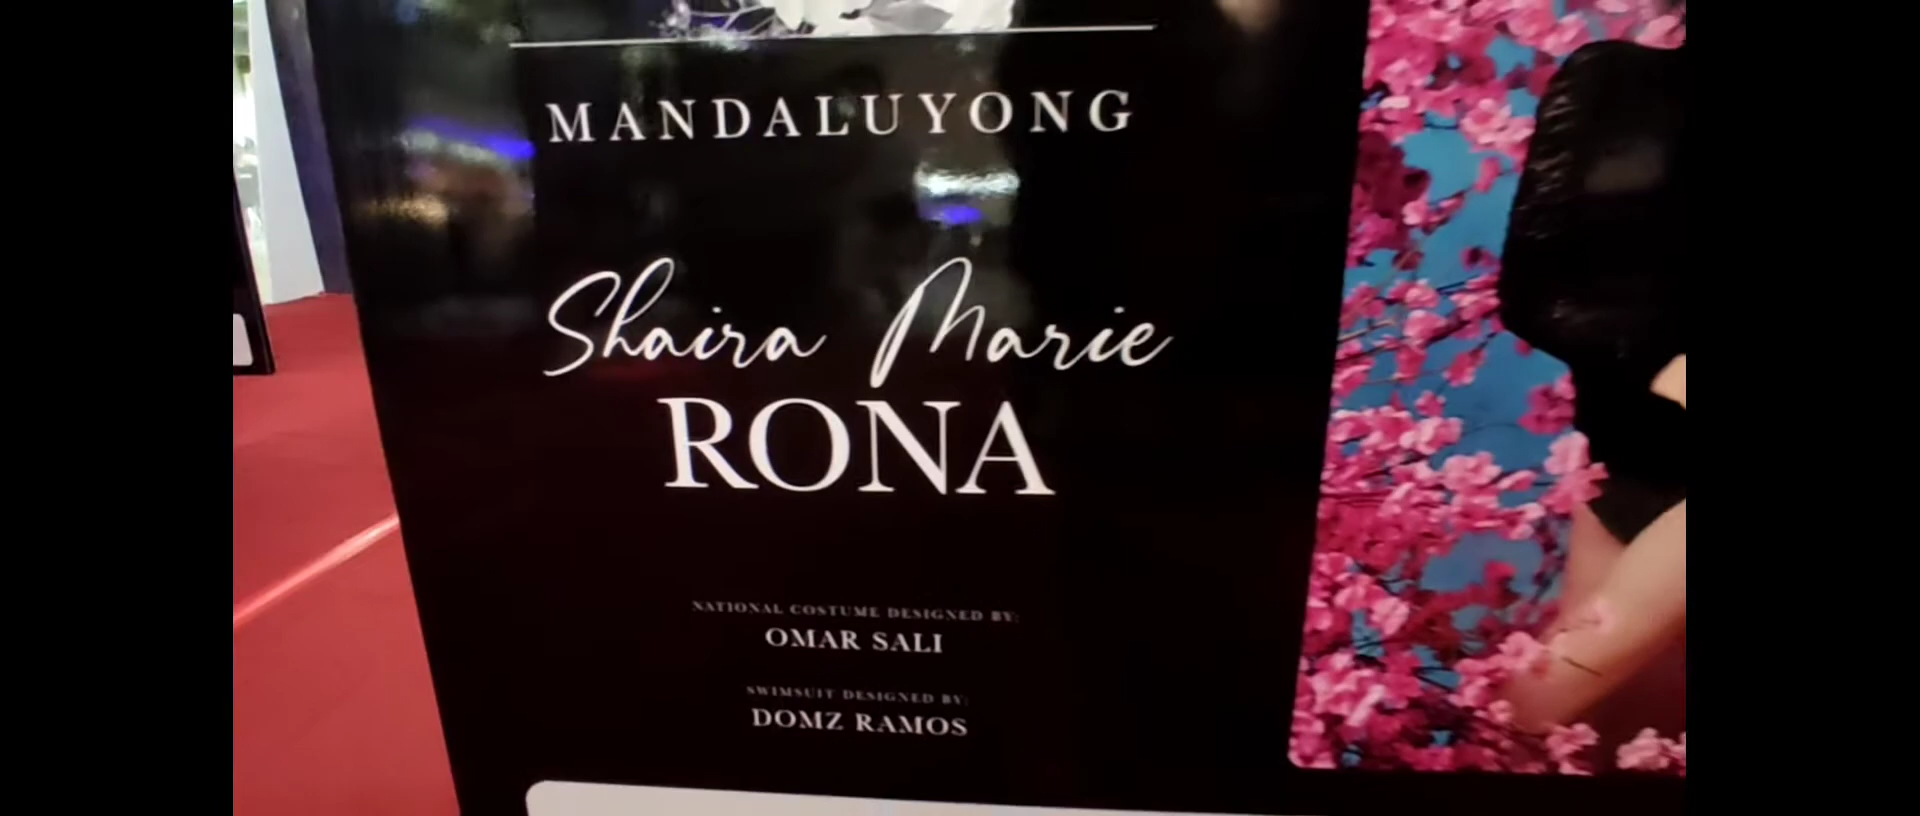 MANDALUYONG
Shaira Marie
RONA
NATIONAL COSTUME DESIGNED BY:
OMAR SALI
SWIMSUIT DESIGNED BY:
DOMZ RAMOS